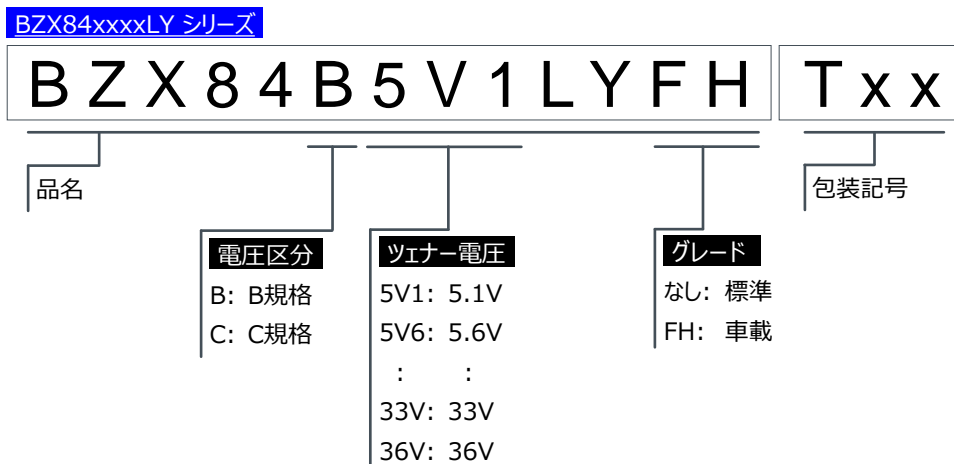 BZX84xxxxLY シリーズ
BZX84B5V1LYFH Txx
品名
包装記号
電圧区分
B: B規格
C: C規格
ツェナー電圧
5V1: 5.1V
5V6: 5.6V
: :
33V: 33V
36V: 36V
グレード
なし: 標準
FH: 車載